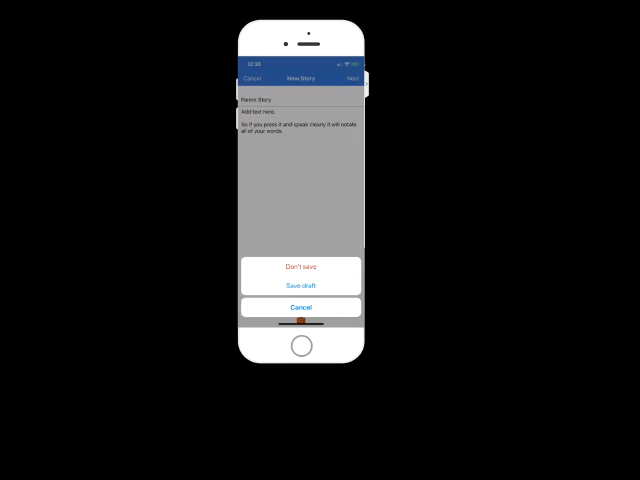 12:38
Cancel New Story Next
Parent Story
Add text here.
So if you press it and speak clearly it will notate
all of your words.
Don't save
Save draft
Cancel